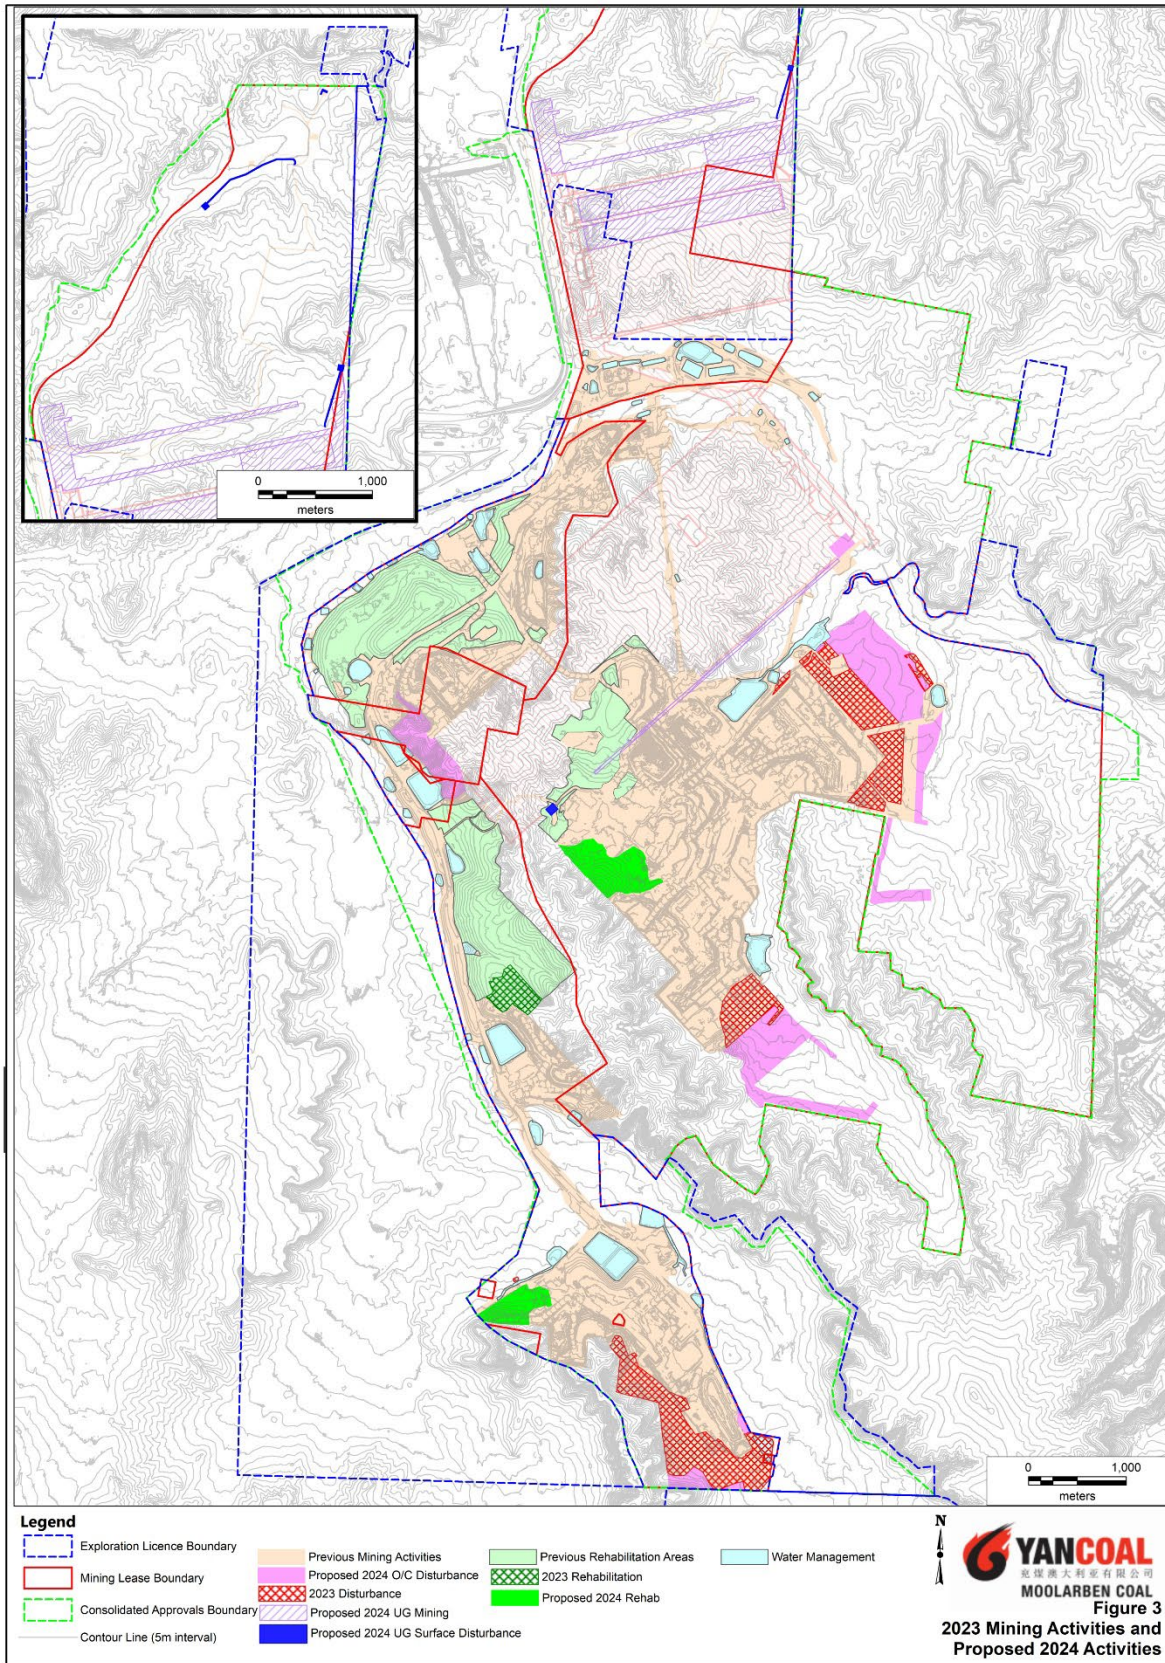 0 1,000
meters
0 1,000
meters
Legend
Exploration Licence Boundary
Mining Lease Boundary
Consolidated Approvals Boundary
Contour Line (5m interval)
Previous Mining Activities
Proposed 2024 O/C Disturbance
2023 Disturbance
Proposed 2024 UG Mining
Proposed 2024 UG Surface Disturbance
Previous Rehabilitation Areas
2023 Rehabilitation
Proposed 2024 Rehab
Water Management
N
YANCOAL
兖煤澳大利亚有限公司
MOOLARBEN COAL
Figure 3
2023 Mining Activities and
Proposed 2024 Activities